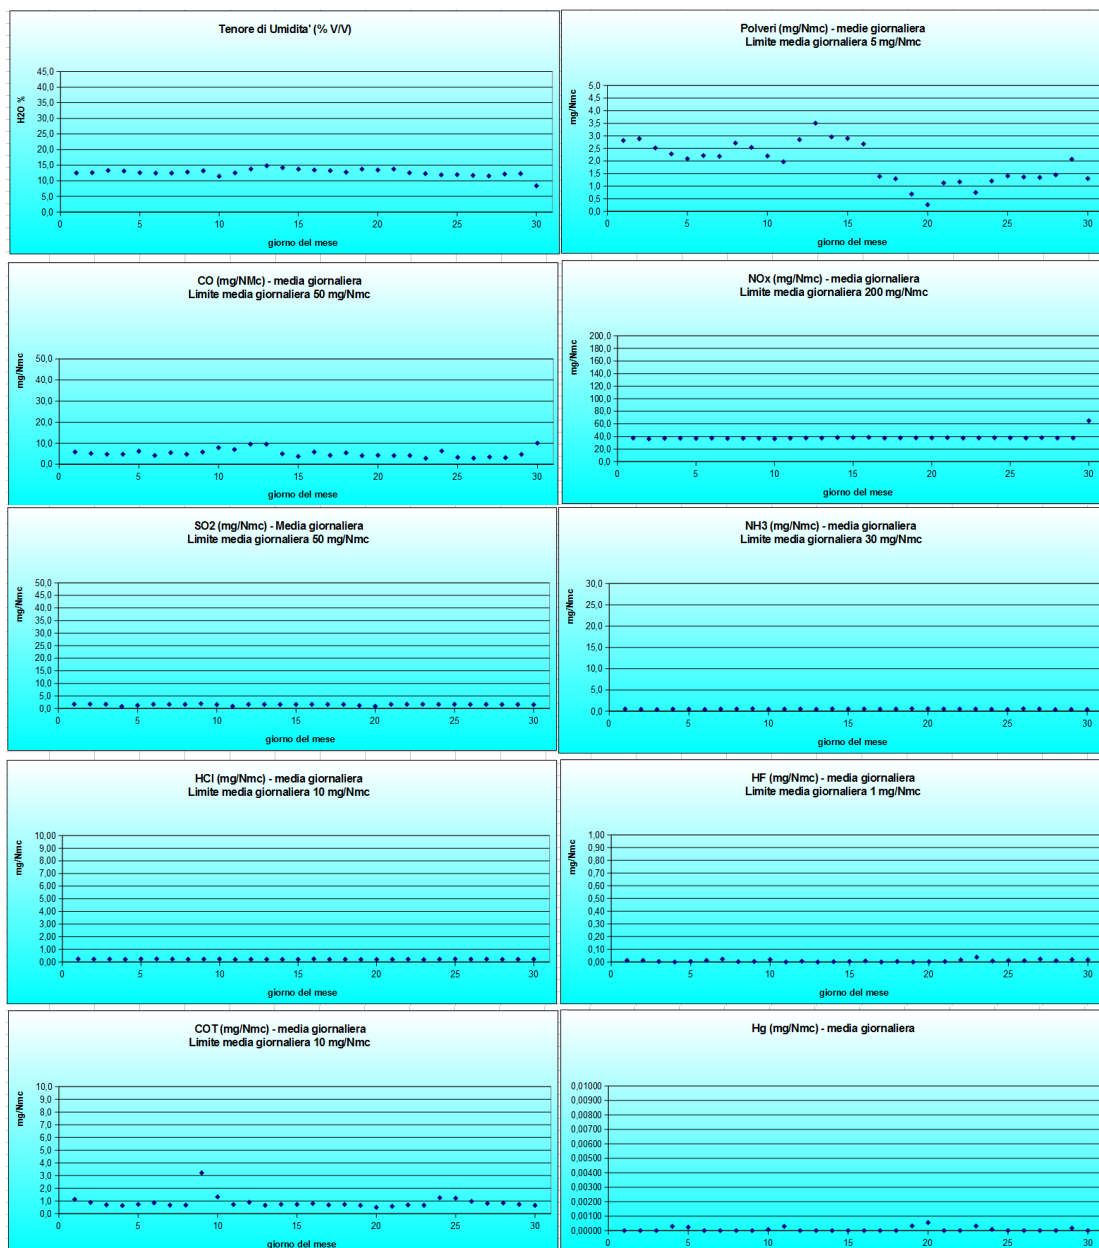 Tenore di Umidita' (% V/V)
H2O %
45,0
40,0
35,0
30,0
25,0
20,0
15,0
10,0
5,0
0,0
0 5 10 15 20 25 30
giorno del mese
Polveri (mg/Nmc) - medie giornaliera
Limite media giornaliera 5 mg/Nmc
mg/Nmc
5,0
4,5
4,0
3,5
3,0
2,5
2,0
1,5
1,0
0,5
0,0
0 5 10 15 20 25 30
giorno del mese
CO (mg/NMc) - media giornaliera
Limite media giornaliera 50 mg/Nmc
mg/Nmc
50,0
40,0
30,0
20,0
10,0
0,0
0 5 10 15 20 25 30
giorno del mese
NOx (mg/Nmc) - media giornaliera
Limite media giornaliera 200 mg/Nmc
mg/Nmc
200,0
180,0
160,0
140,0
120,0
100,0
80,0
60,0
40,0
20,0
0,0
0 5 10 15 20 25 30
giorno del mese
SO2 (mg/Nmc) - Media giornaliera
Limite media giornaliera 50 mg/Nmc
mg/Nmc
50,0
45,0
40,0
35,0
30,0
25,0
20,0
15,0
10,0
5,0
0,0
0 5 10 15 20 25 30
giorno del mese
NH3 (mg/Nmc) - media giornaliera
Limite media giornaliera 30 mg/Nmc
mg/Nmc
30,0
25,0
20,0
15,0
10,0
5,0
0,0
0 5 10 15 20 25 30
giorno del mese
HCl (mg/Nmc) - media giornaliera
Limite media giornaliera 10 mg/Nmc
mg/Nmc
10,00
9,00
8,00
7,00
6,00
5,00
4,00
3,00
2,00
1,00
0,00
0 5 10 15 20 25 30
giorno del mese
HF (mg/Nmc) - media giornaliera
Limite media giornaliera 1 mg/Nmc
mg/Nmc
1,00
0,90
0,80
0,70
0,60
0,50
0,40
0,30
0,20
0,10
0,00
0 5 10 15 20 25 30
giorno del mese
COT (mg/Nmc) - media giornaliera
Limite media giornaliera 10 mg/Nmc
mg/Nmc
10,0
9,0
8,0
7,0
6,0
5,0
4,0
3,0
2,0
1,0
0,0
0 5 10 15 20 25 30
giorno del mese
Hg (mg/Nmc) - media giornaliera
0,01000
0,00900
0,00800
0,00700
0,00600
0,00500
0,00400
0,00300
0,00200
0,00100
0,00000
0 5 10 15 20 25 30